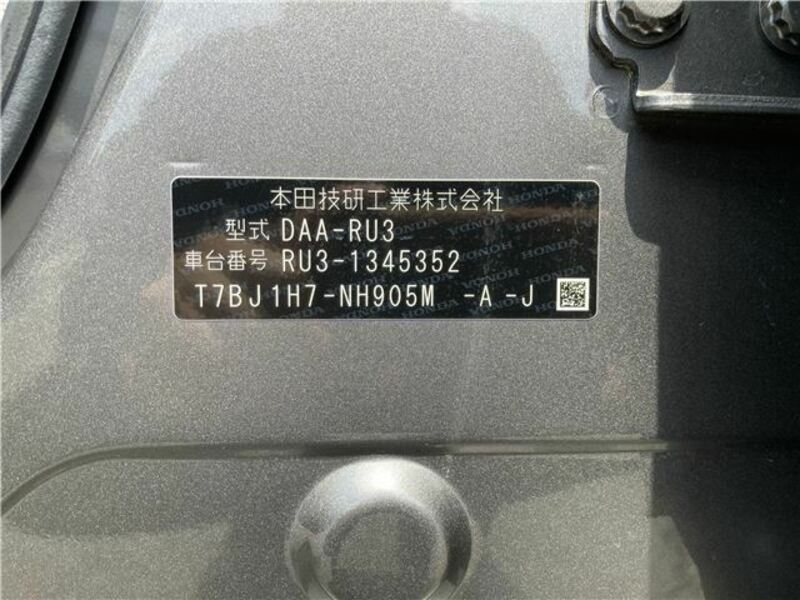 本田技研工業株式会社
型式 DAA-RU3
車台番号 RU3-1345352
T7BJ1H7-NH905M -A -J